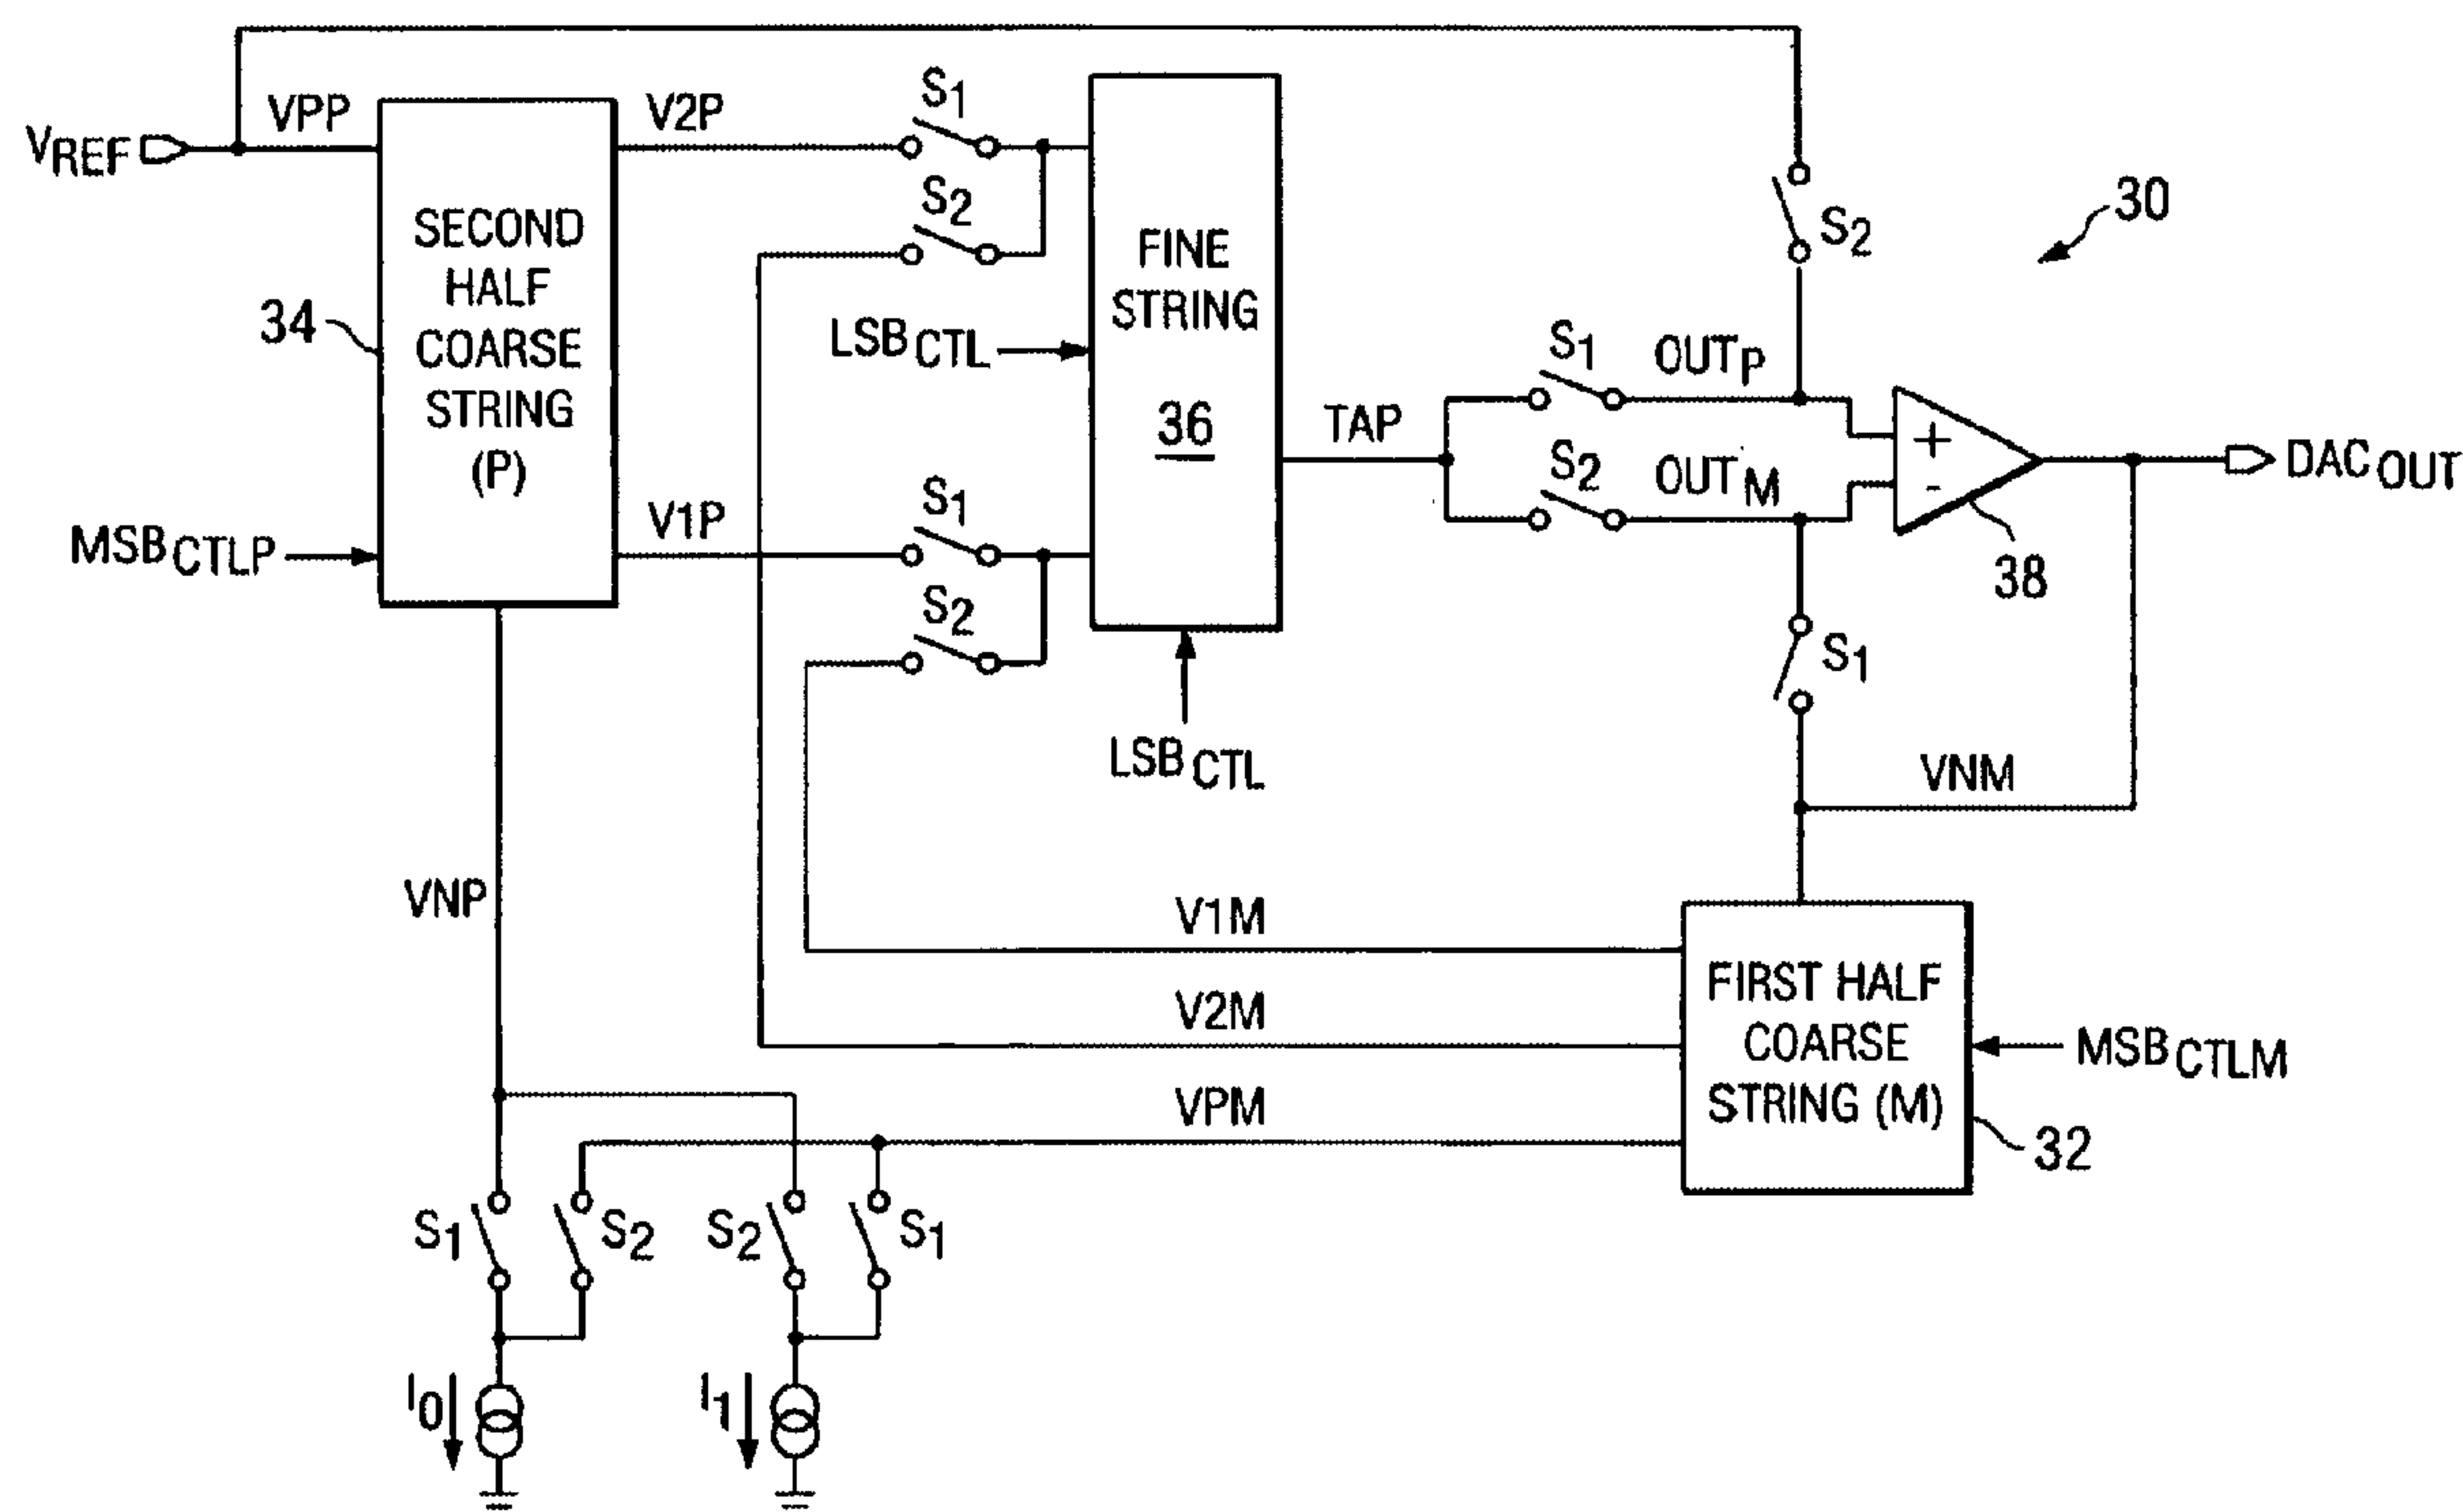 VREF
VPP
SECOND
HALF
COARSE
STRING
(P)
34
MSBCTLP
V2P
S1
S2
V1P
S1
S2
LSBCTL
FINE
STRING
36
LSBCTL
TAP
S1
OUTP
S2
OUTM
S2
30
+
-
38
DACOUT
S1
VNM
VNP
V1M
V2M
VPM
FIRST HALF
COARSE
STRING (M)
MSBCTLM
32
S1
S2
S2
S1
I0
I1